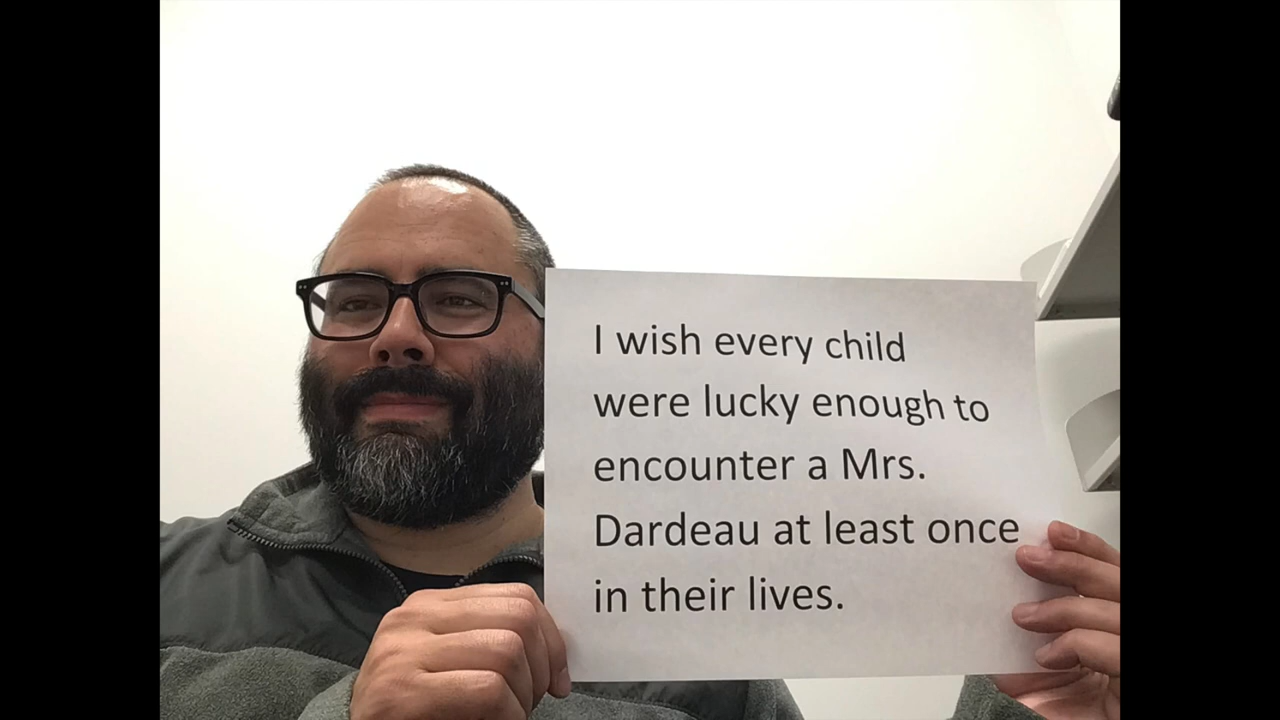 I wish every child
were lucky enough to
encounter a Mrs.
Dardeau at least once
in their lives.